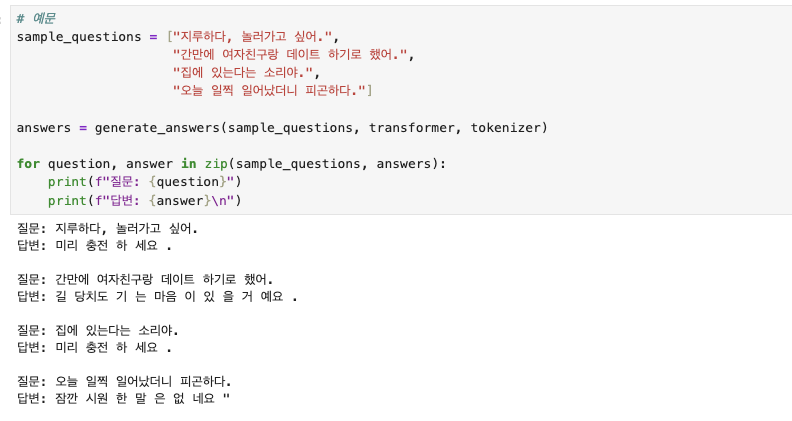 # 예문
sample_questions = ["지루하다, 놀러가고 싶어.",
"간만에 여자친구랑 데이트 하기로 했어.",
"집에 있는다는 소리야.",
"오늘 일찍 일어났더니 피곤하다."]
answers = generate_answers(sample_questions, transformer, tokenizer)
for question, answer in zip(sample_questions, answers):
print(f"질문: {question}")
print(f"답변: {answer}\n")
질문: 지루하다, 놀러가고 싶어.
답변: 미리 충전 하 세요 .
질문: 간만에 여자친구랑 데이트 하기로 했어.
답변: 길 당치도 기 는 마음 이 있 을 거 예요 .
질문: 집에 있는다는 소리야.
답변: 미리 충전 하 세요 .
질문: 오늘 일찍 일어났더니 피곤하다.
답변: 잠깐 시원 한 말 은 없 네요 "